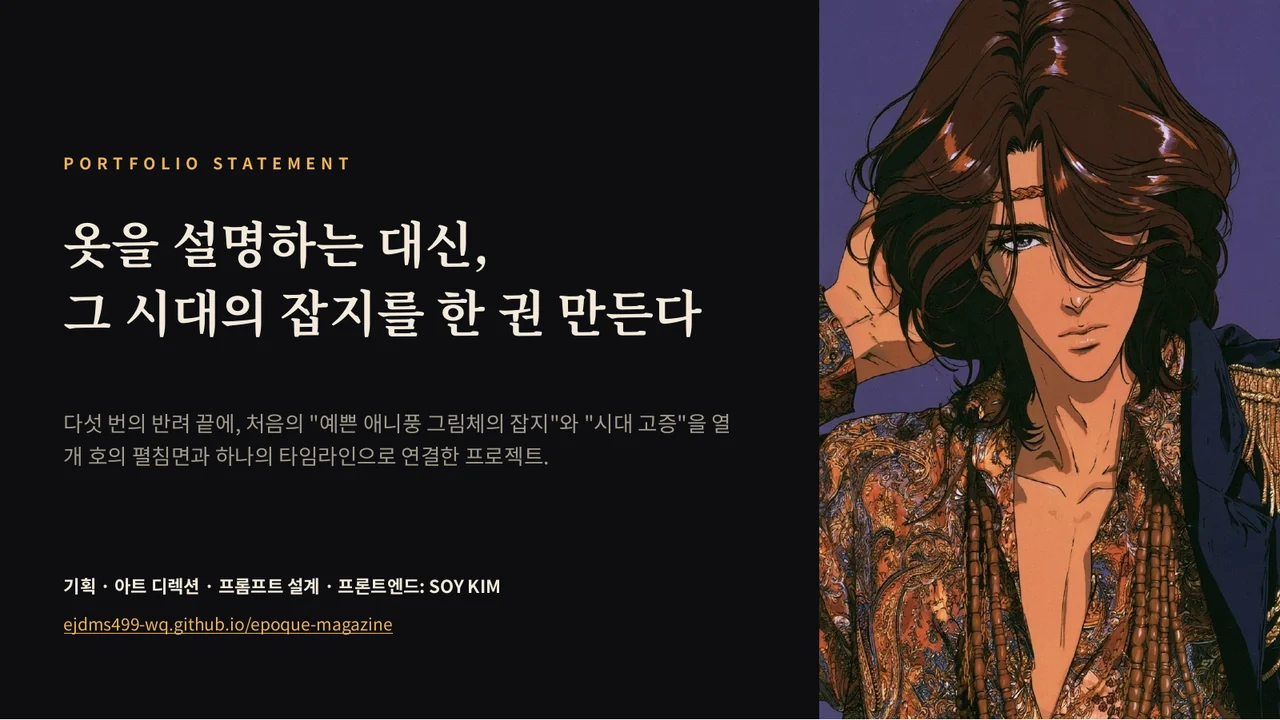 PORTFOLIO STATEMENT
옷을 설명하는 대신,
그 시대의 잡지를 한 권 만든다
다섯 번의 반려 끝에, 처음의 "예쁜 애니풍 그림체의 잡지"와 "시대 고증"을 열
개 호의 펼침면과 하나의 타임라인으로 연결한 프로젝트.
기획 · 아트 디렉션 · 프롬프트 설계 · 프론트엔드: SOY KIM
ejdms499-wq.github.io/epoque-magazine